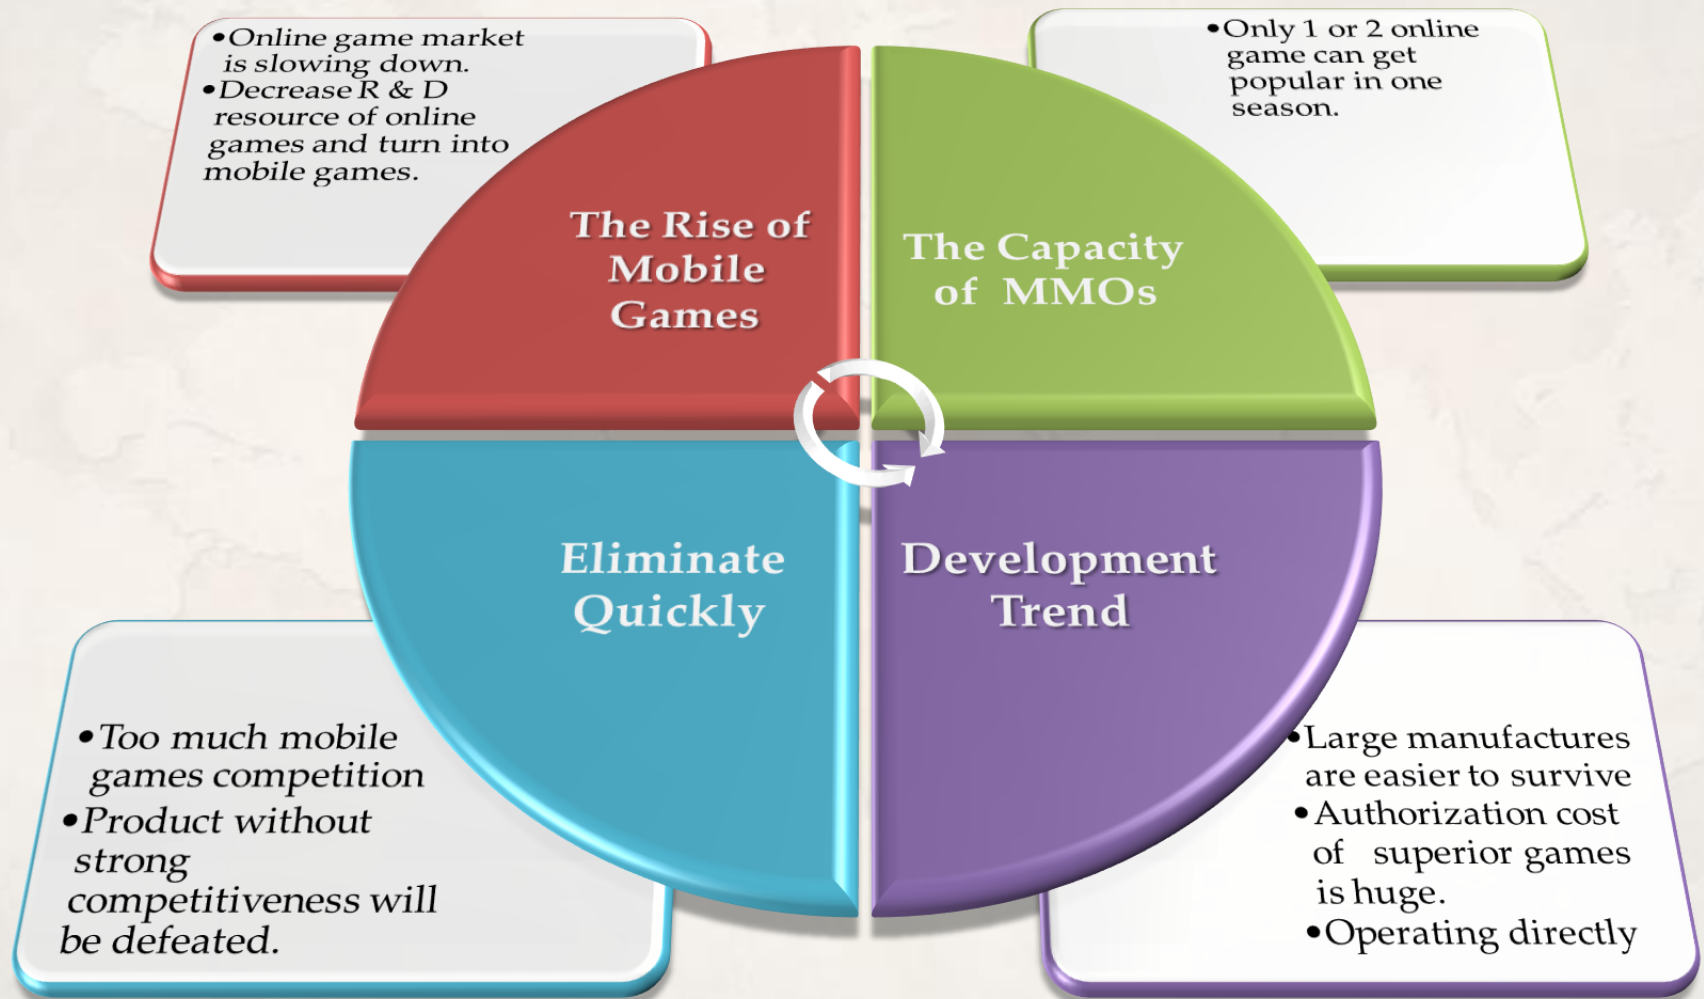 •Online game market
is slowing down.
•Decrease R & D
resource of online
games and turn into
mobile games.
The Rise of
Mobile
Games
•Only 1 or 2 online
game can get
popular in one
season.
The Capacity
of MMOs
Eliminate
Quickly
•Too much mobile
games competition
•Product without
strong
competitiveness will
be defeated.
Development
Trend
•Large manufactures
are easier to survive
•Authorization cost
of superior games
is huge.
•Operating directly